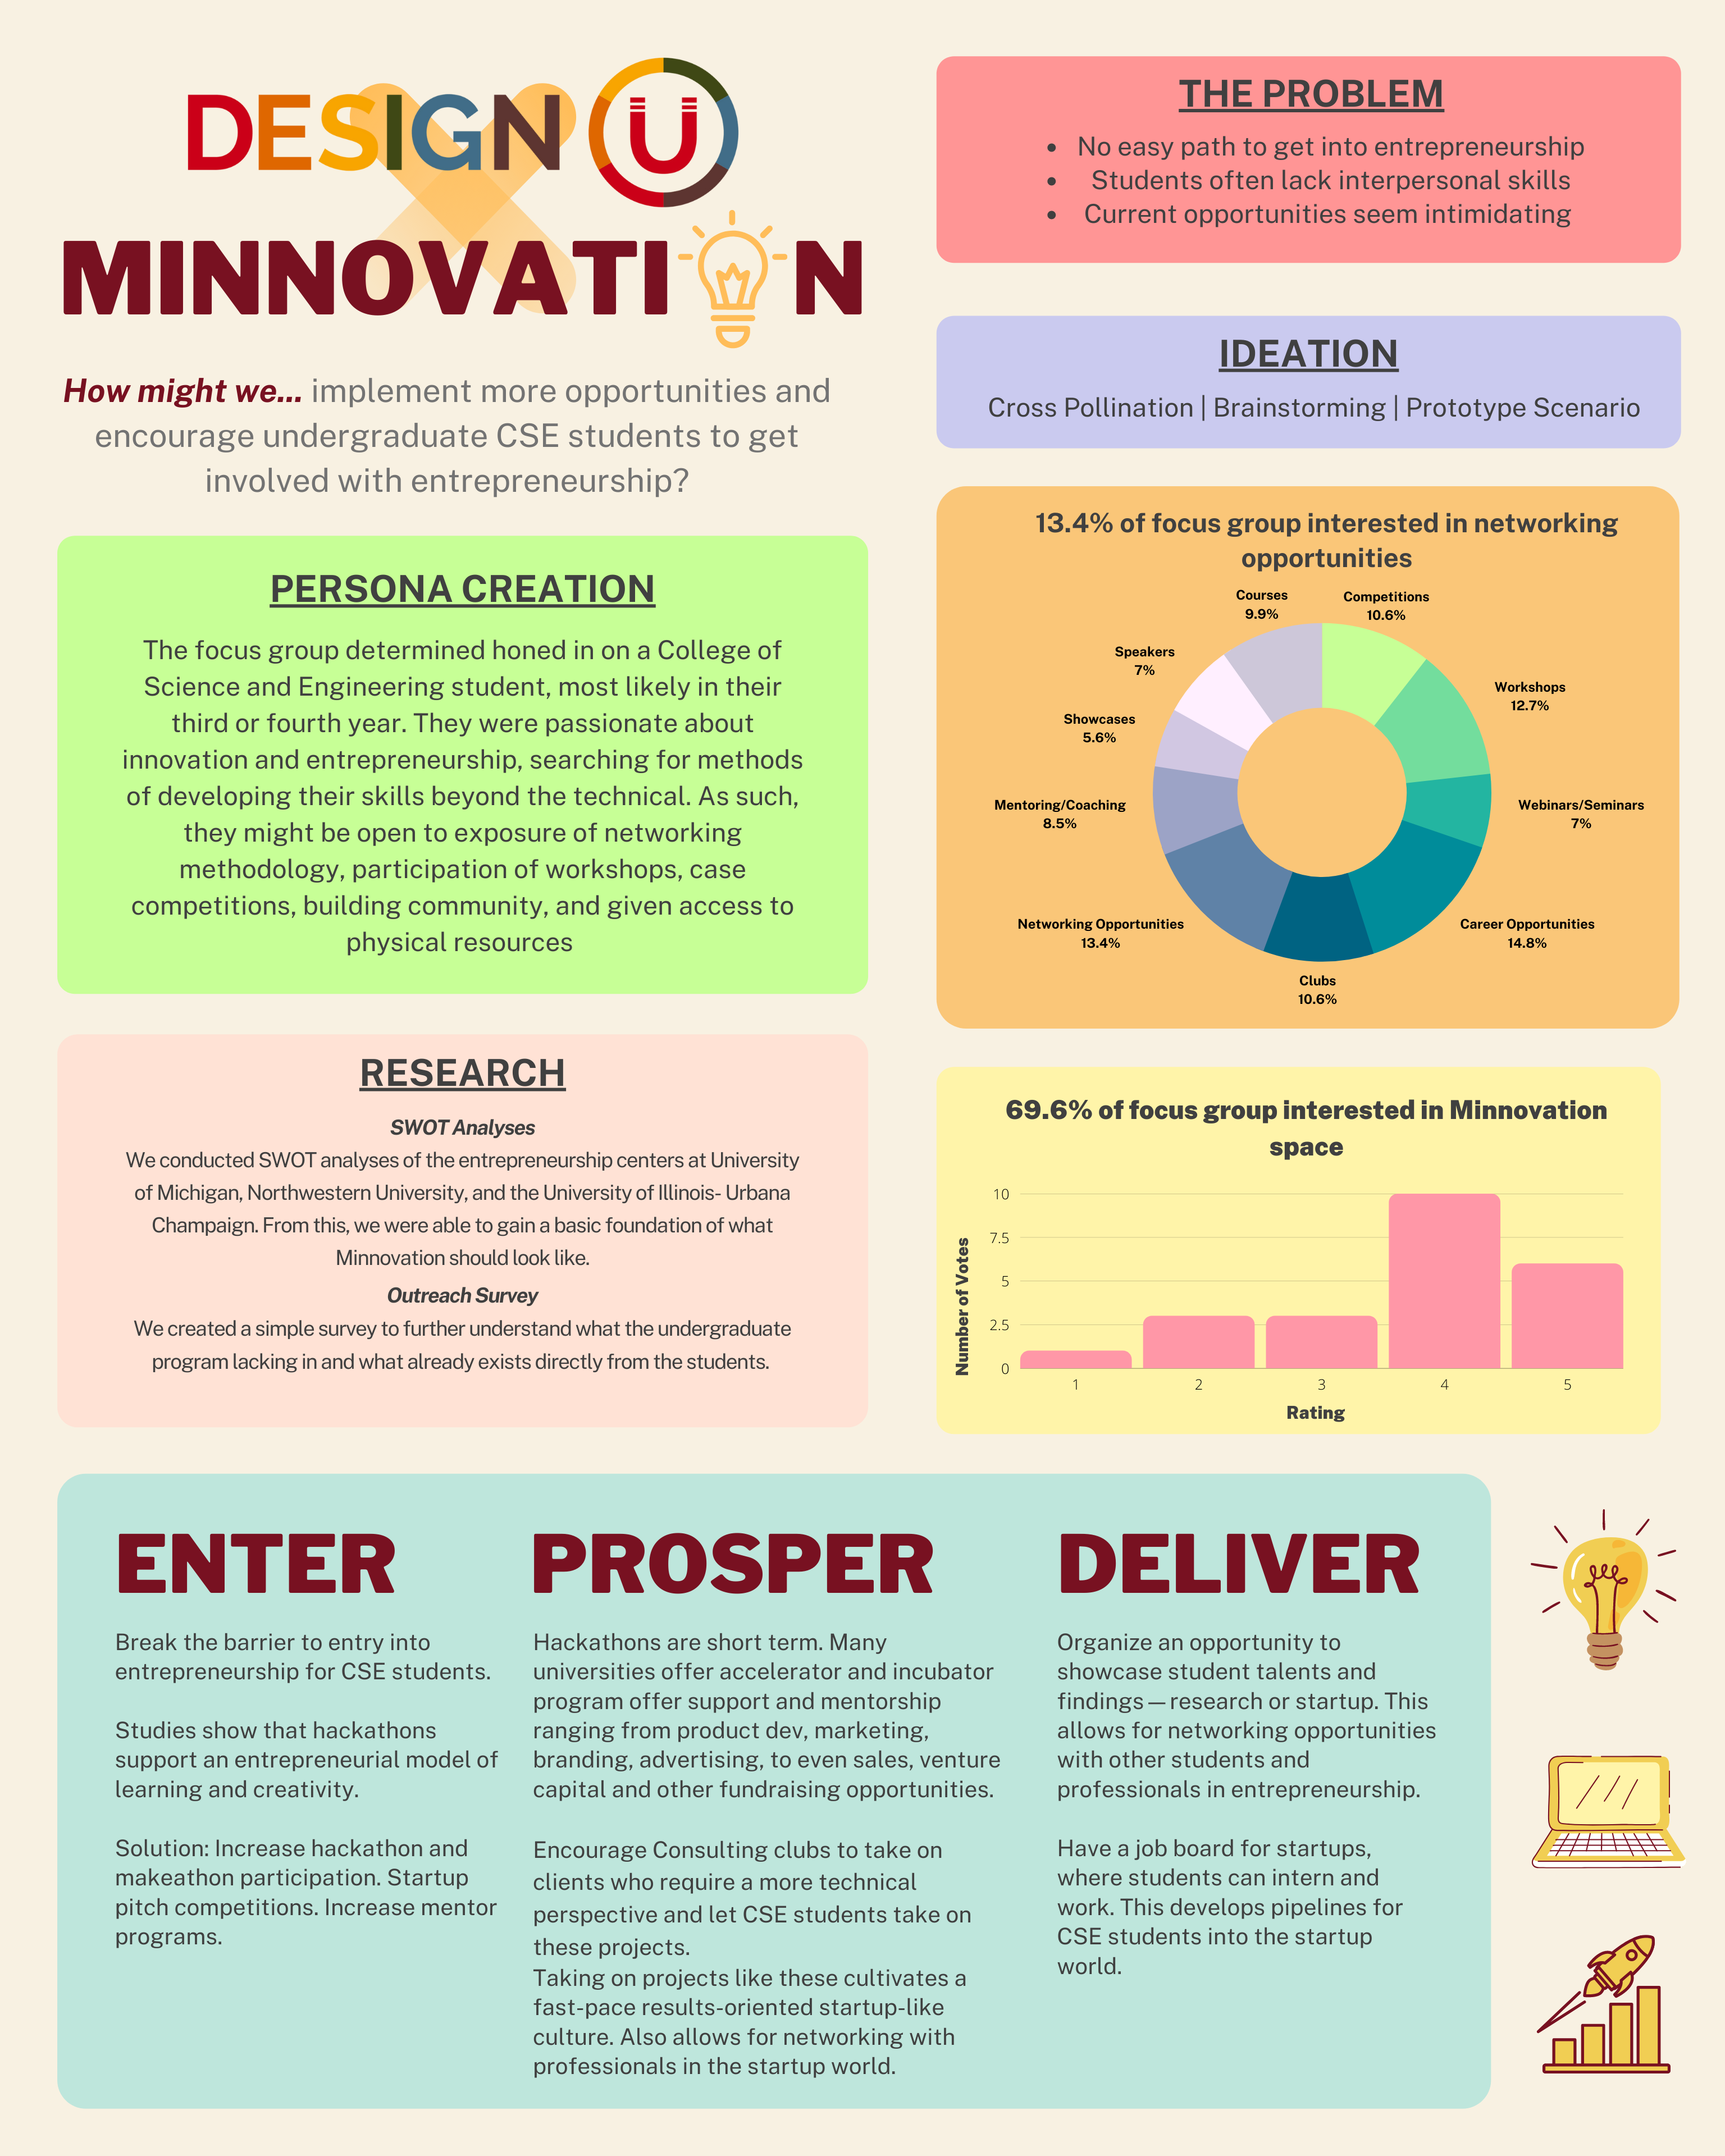 DESIGN U
MINNOVATION
How might we... implement more opportunities and
encourage undergraduate CSE students to get
involved with entrepreneurship?
PERSONA CREATION
The focus group determined honed in on a College of
Science and Engineering student, most likely in their
third or fourth year. They were passionate about
innovation and entrepreneurship, searching for methods
of developing their skills beyond the technical. As such,
they might be open to exposure of networking
methodology, participation of workshops, case
competitions, building community, and given access to
physical resources
RESEARCH
SWOT Analyses
We conducted SWOT analyses of the entrepreneurship centers at University
of Michigan, Northwestern University, and the University of Illinois- Urbana
Champaign. From this, we were able to gain a basic foundation of what
Minnovation should look like.
Outreach Survey
We created a simple survey to further understand what the undergraduate
program lacking in and what already exists directly from the students.
THE PROBLEM
• No easy path to get into entrepreneurship
• Students often lack interpersonal skills
• Current opportunities seem intimidating
IDEATION
Cross Pollination | Brainstorming | Prototype Scenario
13.4% of focus group interested in networking
opportunities
Courses
9.9%
Competitions
10.6%
Speakers
7%
Workshops
12.7%
Showcases
5.6%
Mentoring/Coaching
8.5%
Webinars/Seminars
7%
Networking Opportunities
13.4%
Career Opportunities
14.8%
Clubs
10.6%
69.6% of focus group interested in Minnovation
space
Number of Votes
10
7.5
5
2.5
0
1 2 3 4 5
Rating
ENTER
Break the barrier to entry into
entrepreneurship for CSE students.
Studies show that hackathons
support an entrepreneurial model of
learning and creativity.
Solution: Increase hackathon and
makeathon participation. Startup
pitch competitions. Increase mentor
programs.
PROSPER
Hackathons are short term. Many
universities offer accelerator and incubator
program offer support and mentorship
ranging from product dev, marketing,
branding, advertising, to even sales, venture
capital and other fundraising opportunities.
Encourage Consulting clubs to take on
clients who require a more technical
perspective and let CSE students take on
these projects.
Taking on projects like these cultivates a
fast-pace results-oriented startup-like
culture. Also allows for networking with
professionals in the startup world.
DELIVER
Organize an opportunity to
showcase student talents and
findings — research or startup. This
allows for networking opportunities
with other students and
professionals in entrepreneurship.
Have a job board for startups,
where students can intern and
work. This develops pipelines for
CSE students into the startup
world.